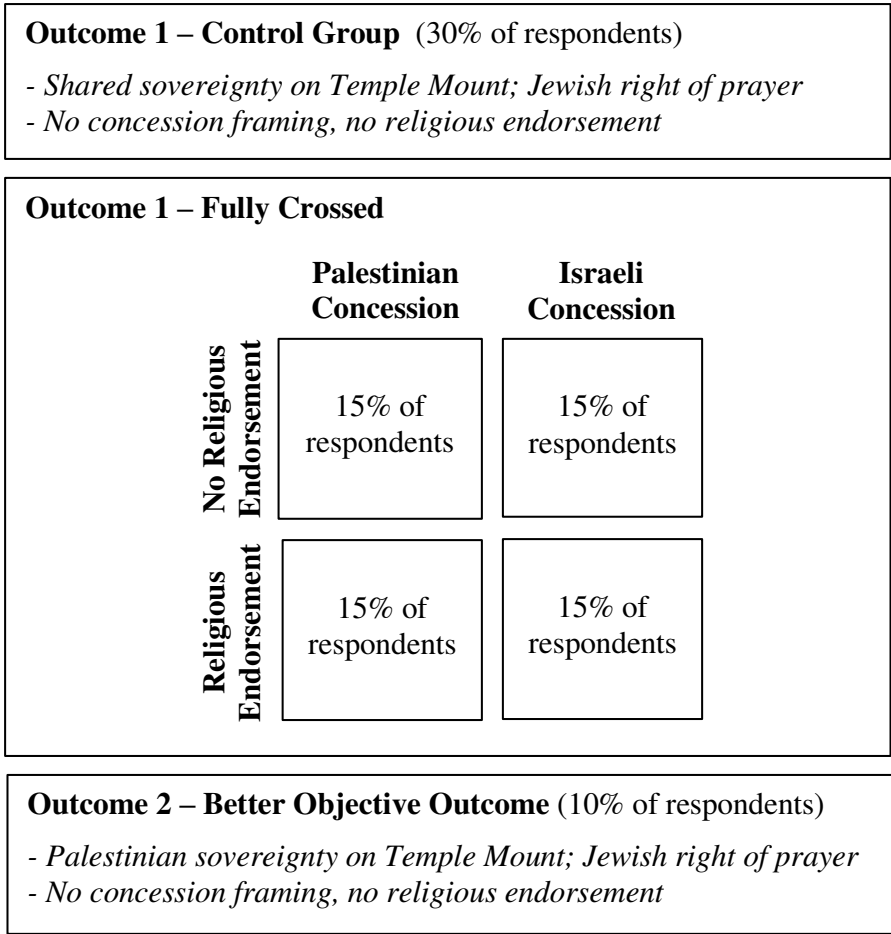 Outcome 1 – Control Group (30% of respondents)
- Shared sovereignty on Temple Mount; Jewish right of prayer
- No concession framing, no religious endorsement
Outcome 1 – Fully Crossed
Palestinian
Concession
Israeli
Concession
No Religious
Endorsement
15% of
respondents
15% of
respondents
Religious
Endorsement
15% of
respondents
15% of
respondents
Outcome 2 – Better Objective Outcome (10% of respondents)
- Palestinian sovereignty on Temple Mount; Jewish right of prayer
- No concession framing, no religious endorsement